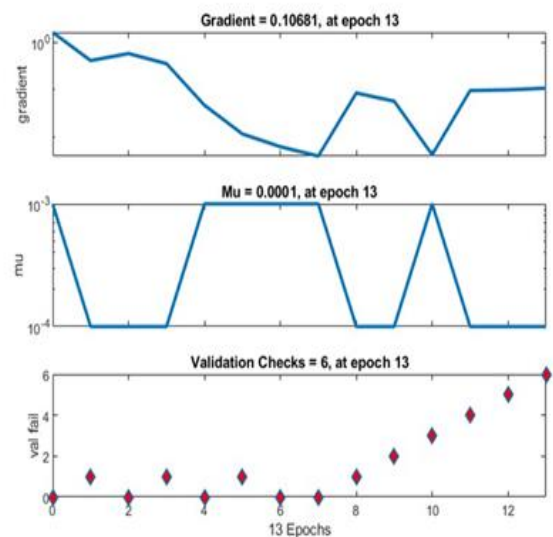 Gradient = 0.10681, at epoch 13
10^0
gradient
Mu = 0.0001, at epoch 13
10^-3
mu
10^-4
Validation Checks = 6, at epoch 13
6
4
val fail
2
0
0 2 4 6 8 10 12
13 Epochs